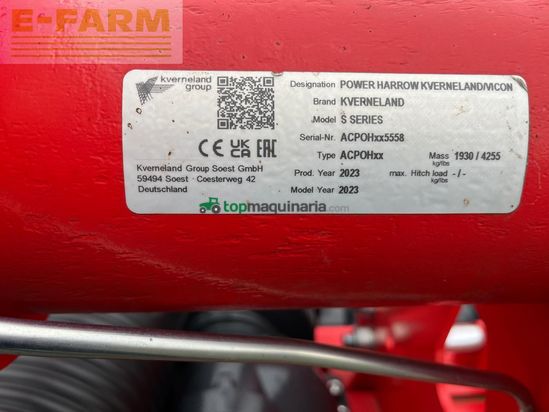 E-FARM
kverneland
group
Designation POWER HARROW KVERNELAND/VICON
Brand KVERNELAND
Model S SERIES
Serial-Nr. ACPOHxx5558
CE UK CA EAC
Type ACPOHxx Mass kg/lbs 1930 / 4255
Kverneland Group Soest GmbH
59494 Soest · Coesterweg 42
Deutschland
Prod. Year 2023 max. Hitch load kg/lbs - / -
Model Year 2023
topmaquinaria.com